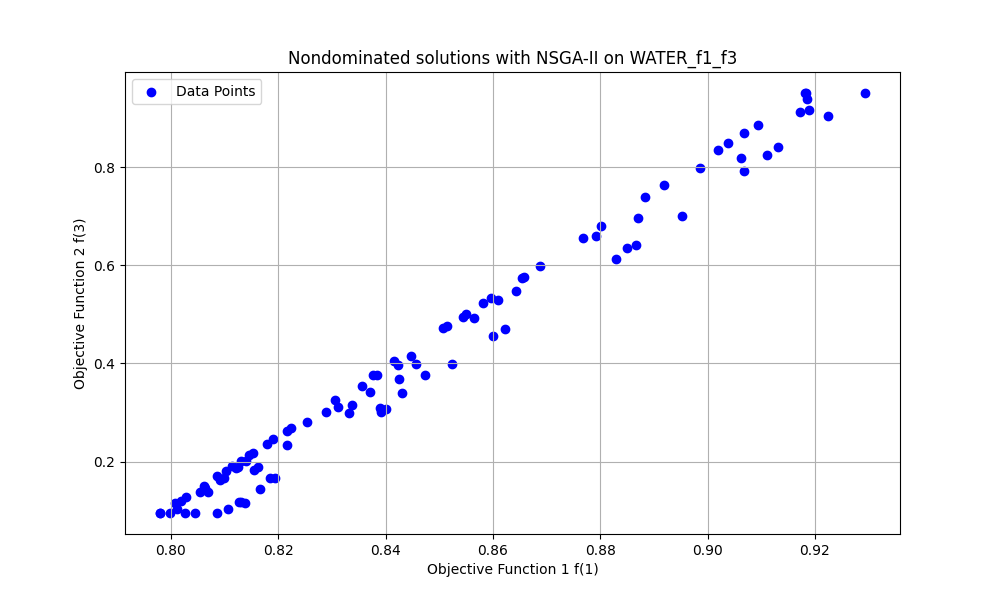 Nondominated solutions with NSGA-II on WATER_f1_f3
Data Points
Objective Function 2 f(3)
0.8
0.6
0.4
0.2
0.80 0.82 0.84 0.86 0.88 0.90 0.92
Objective Function 1 f(1)